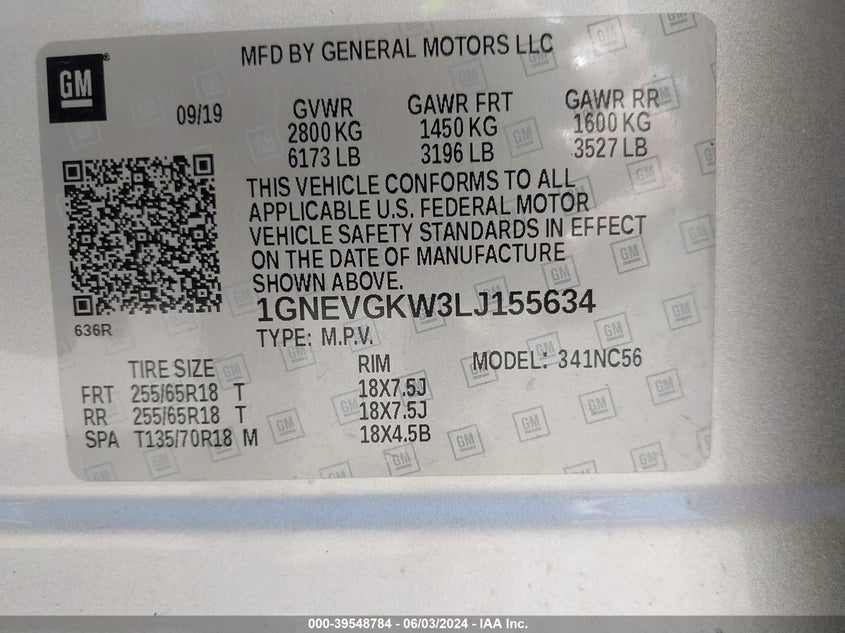 GM
MFD BY GENERAL MOTORS LLC
09/19 GVWR GAWR FRT GAWR RR
2800 KG 1450 KG 1600 KG
6173 LB 3196 LB 3527 LB
THIS VEHICLE CONFORMS TO ALL
APPLICABLE U.S. FEDERAL MOTOR
VEHICLE SAFETY STANDARDS IN EFFECT
ON THE DATE OF MANUFACTURE
SHOWN ABOVE.
1GNEVGKW3LJ155634
636R
TYPE: M.P.V.
TIRE SIZE RIM MODEL: 341NC56
FRT 255/65R18 T 18X7.5J
RR 255/65R18 T 18X7.5J
SPA T135/70R18 M 18X4.5B
000-39548784 - 06/03/2024 - IAA Inc.